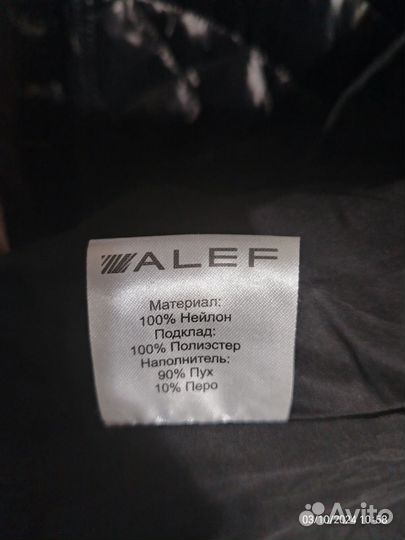 ALEF
Материал:
100% Нейлон
Подклад:
100% Полиэстер
Наполнитель:
90% Пух
10% Перо
03/10/2024 10:58
Avito